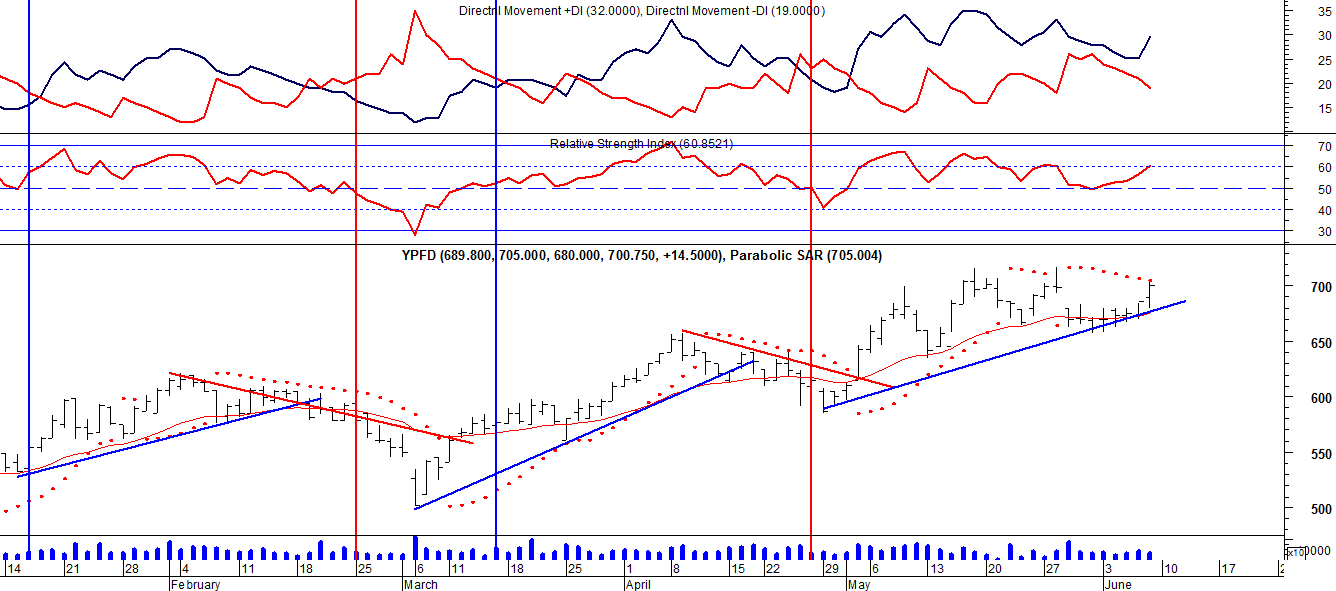 Directnl Movement +DI (32.0000), Directnl Movement -DI (19.0000)
35
30
25
20
15
Relative Strength Index (60.8521)
70
60
50
40
30
YPFD (689.800, 705.000, 680.000, 700.750, +14.5000), Parabolic SAR (705.004)
700
650
600
550
500
0000
x10
14 21 28 4 11 18 25 6 11 18 25 1 8 15 22 29 6 13 20 27 3 10 17 2
February March April May June